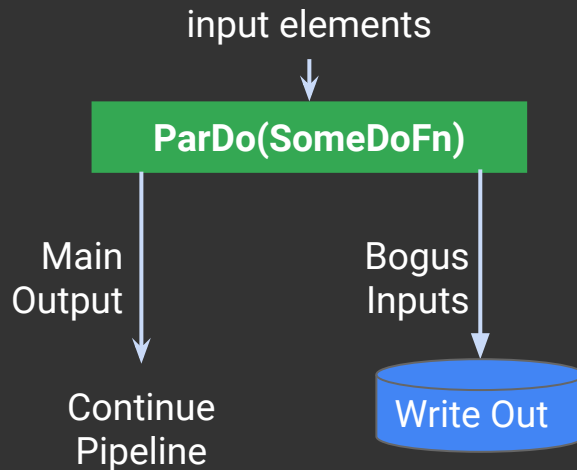 input elements
ParDo(SomeDoFn)
Main
Output
Bogus
Inputs
Continue
Pipeline
Write Out